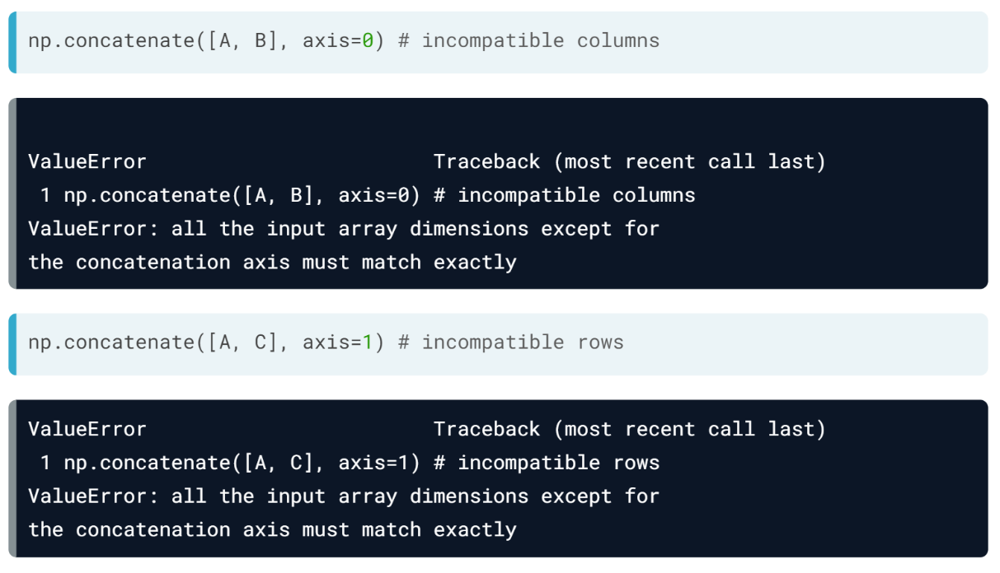 np.concatenate([A, B], axis=0) # incompatible columns
ValueError                        Traceback (most recent call last)
 1 np.concatenate([A, B], axis=0) # incompatible columns
ValueError: all the input array dimensions except for
the concatenation axis must match exactly
np.concatenate([A, C], axis=1) # incompatible rows
ValueError                        Traceback (most recent call last)
 1 np.concatenate([A, C], axis=1) # incompatible rows
ValueError: all the input array dimensions except for
the concatenation axis must match exactly